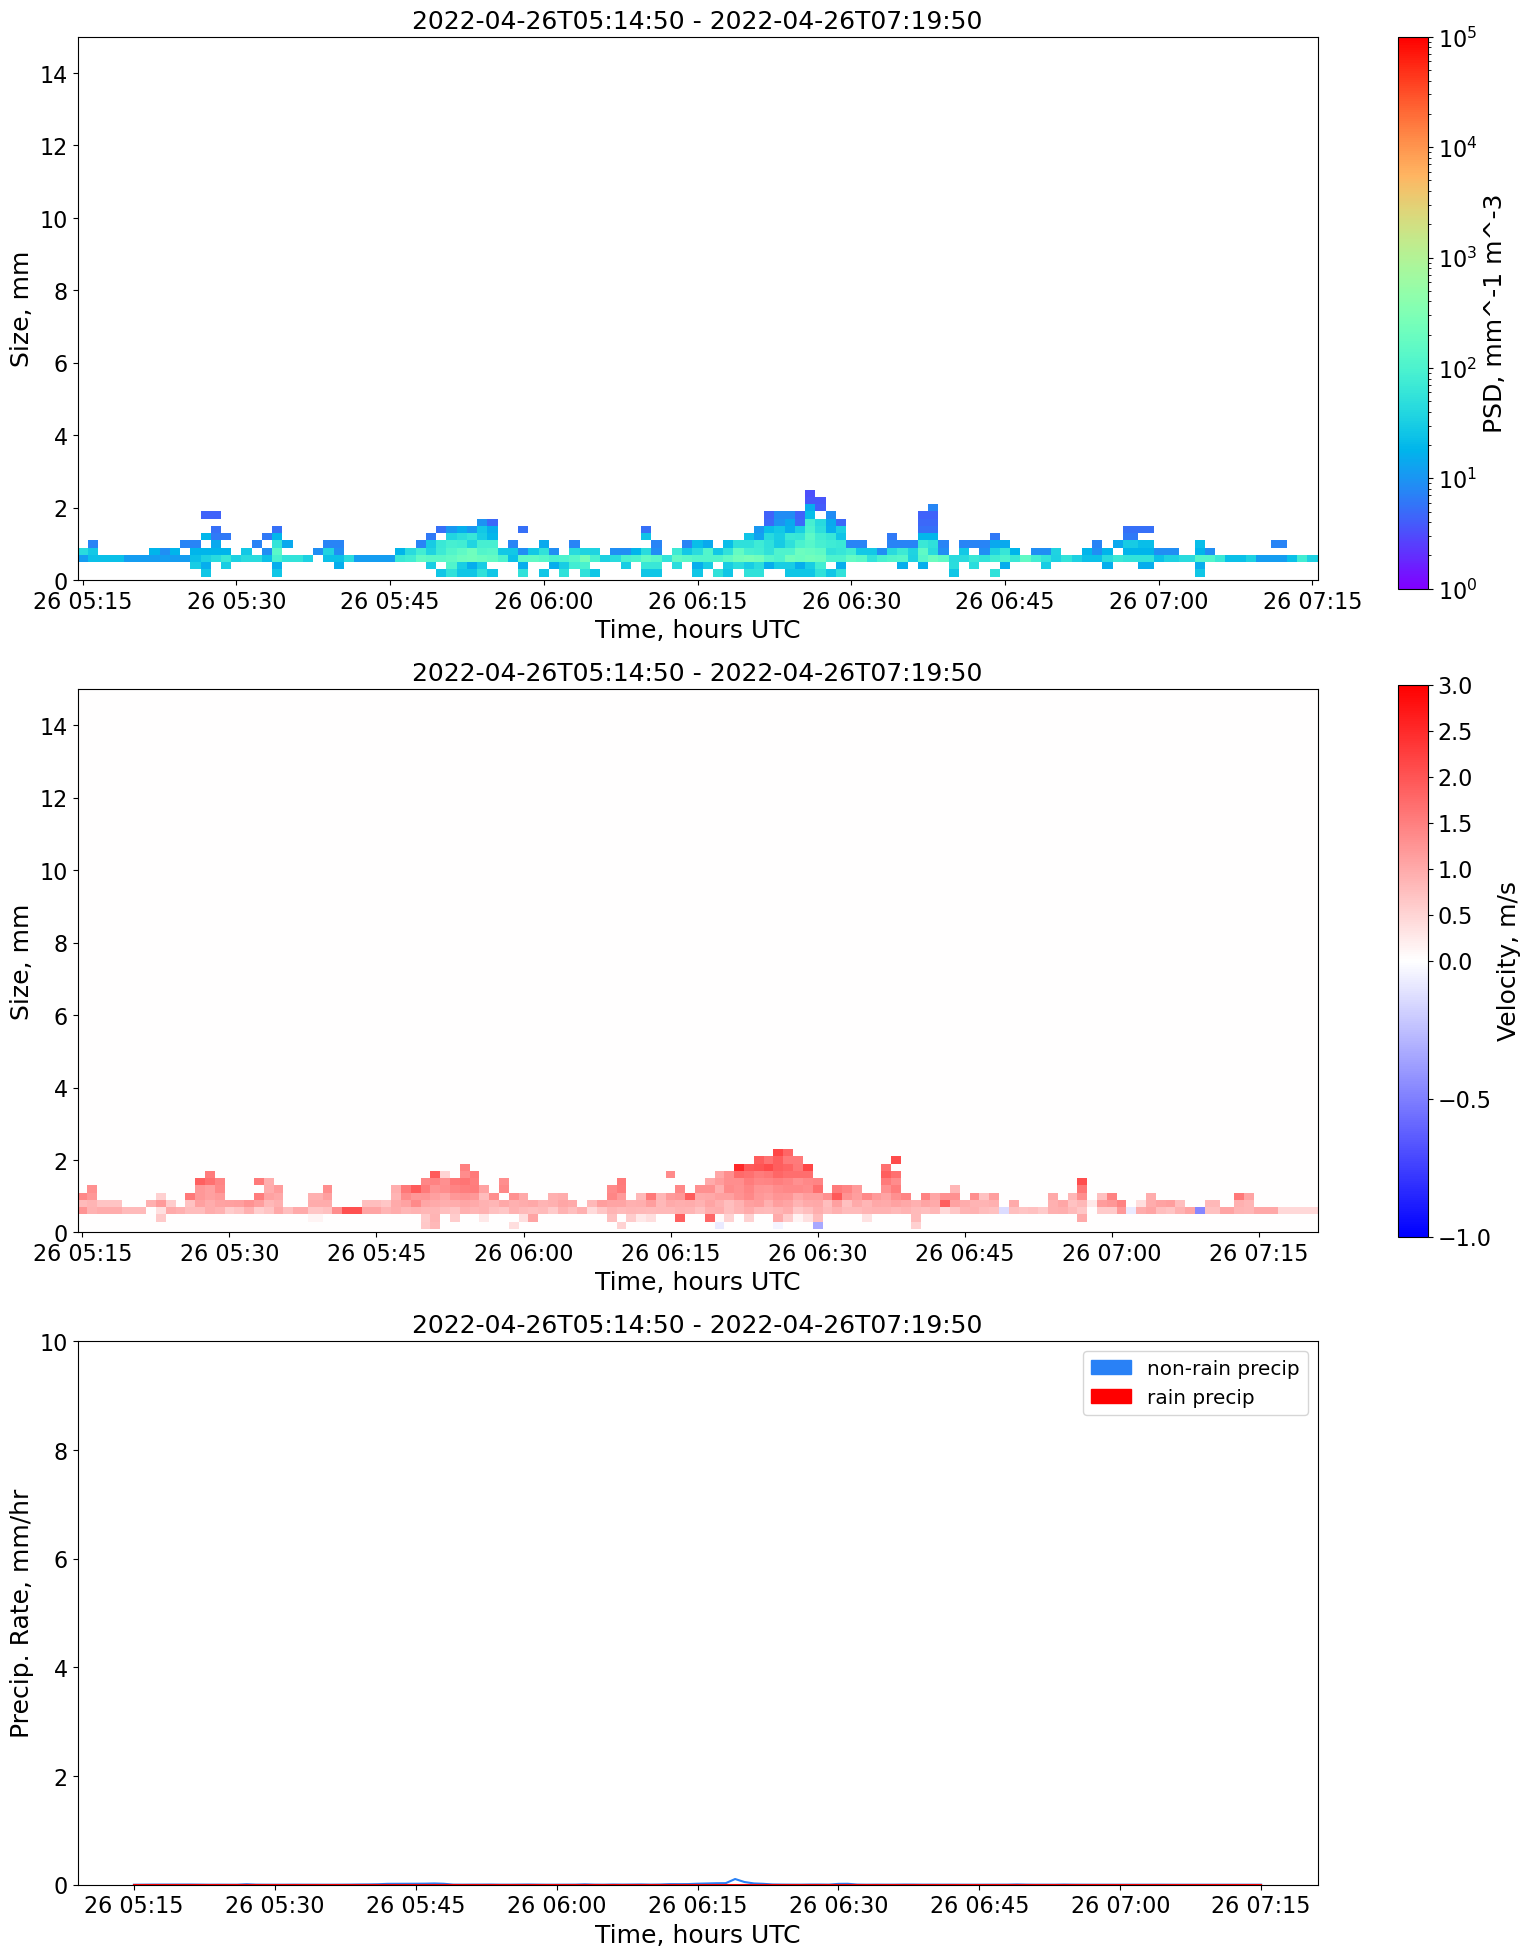 2022-04-26T05:14:50 - 2022-04-26T07:19:50
14
12
10
8
6
4
2
0
Size, mm
26 05:15 26 05:30 26 05:45 26 06:00 26 06:15 26 06:30 26 06:45 26 07:00 26 07:15
Time, hours UTC
10^5
10^4
10^3
10^2
10^1
10^0
PSD, mm^-1 m^-3
2022-04-26T05:14:50 - 2022-04-26T07:19:50
14
12
10
8
6
4
2
0
Size, mm
26 05:15 26 05:30 26 05:45 26 06:00 26 06:15 26 06:30 26 06:45 26 07:00 26 07:15
Time, hours UTC
3.0
2.5
2.0
1.5
1.0
0.5
0.0
−0.5
−1.0
Velocity, m/s
2022-04-26T05:14:50 - 2022-04-26T07:19:50
10
8
6
4
2
0
Precip. Rate, mm/hr
non-rain precip
rain precip
26 05:15 26 05:30 26 05:45 26 06:00 26 06:15 26 06:30 26 06:45 26 07:00 26 07:15
Time, hours UTC